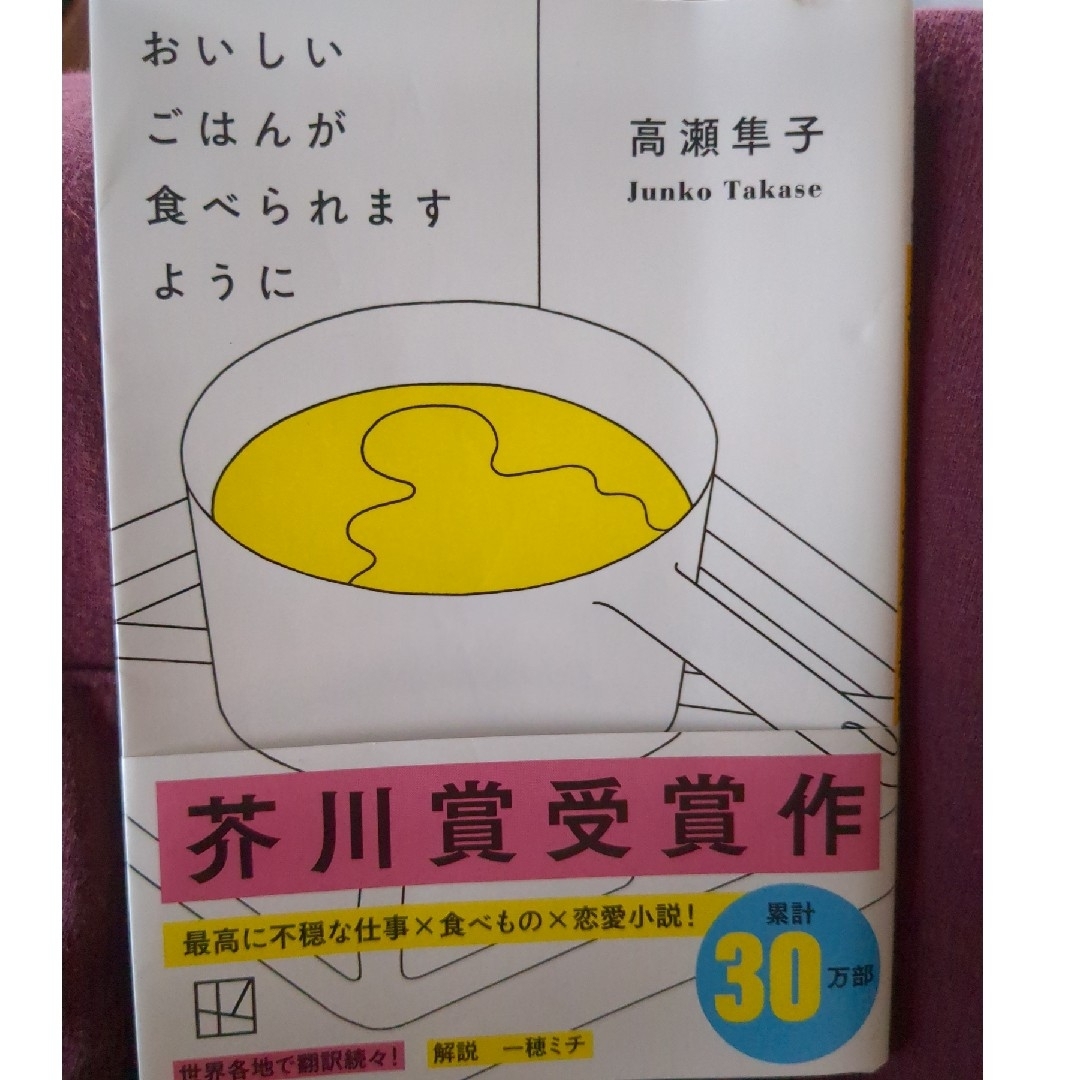 おいしい
ごはんが
食べられます
ように
高瀬隼子
Junko Takase
芥川賞受賞作
最高に不穏な仕事×食べもの×恋愛小説!
累計
30万部
世界各地で翻訳続々!
解説 一穂ミチ